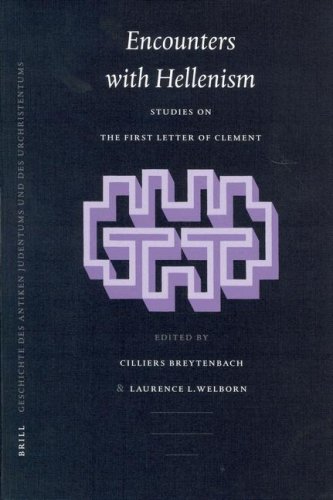 Encounters
with Hellenism
STUDIES ON
THE FIRST LETTER OF CLEMENT
EDITED BY
CILLIERS BREYTENBACH
& LAURENCE L. WELBORN
BRILL
GESCHICHTE DES ANTIKEN JUDENTUMS UND DES URCHRISTENTUMS